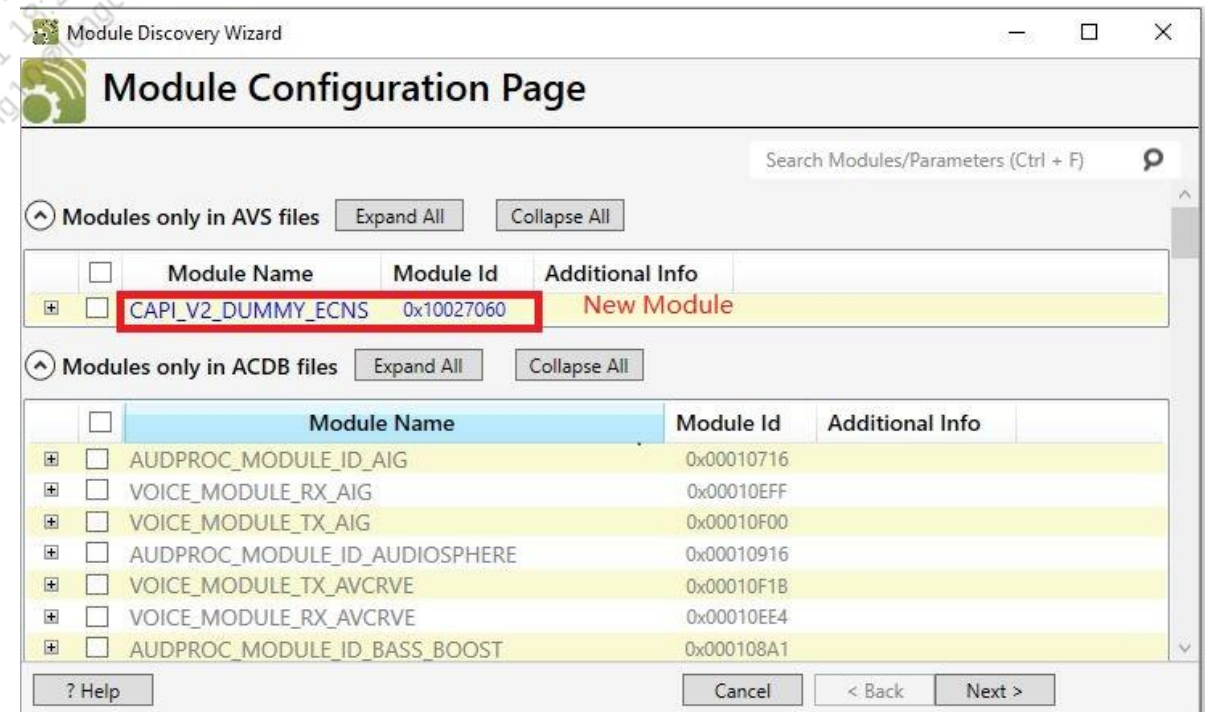 Module Discovery Wizard
Module Configuration Page
Search Modules/Parameters (Ctrl + F)
Modules only in AVS files Expand All Collapse All
Module Name Module Id Additional Info
CAPI_V2_DUMMY_ECNS 0x10027060 New Module
Modules only in ACDB files Expand All Collapse All
Module Name Module Id Additional Info
AUDPROC_MODULE_ID_AIG 0x00010716
VOICE_MODULE_RX_AIG 0x00010EFF
VOICE_MODULE_TX_AIG 0x00010F00
AUDPROC_MODULE_ID_AUDIOSPHERE 0x00010916
VOICE_MODULE_TX_AVCRVE 0x00010F1B
VOICE_MODULE_RX_AVCRVE 0x00010EE4
AUDPROC_MODULE_ID_BASS_BOOST 0x000108A1
? Help Cancel < Back Next >